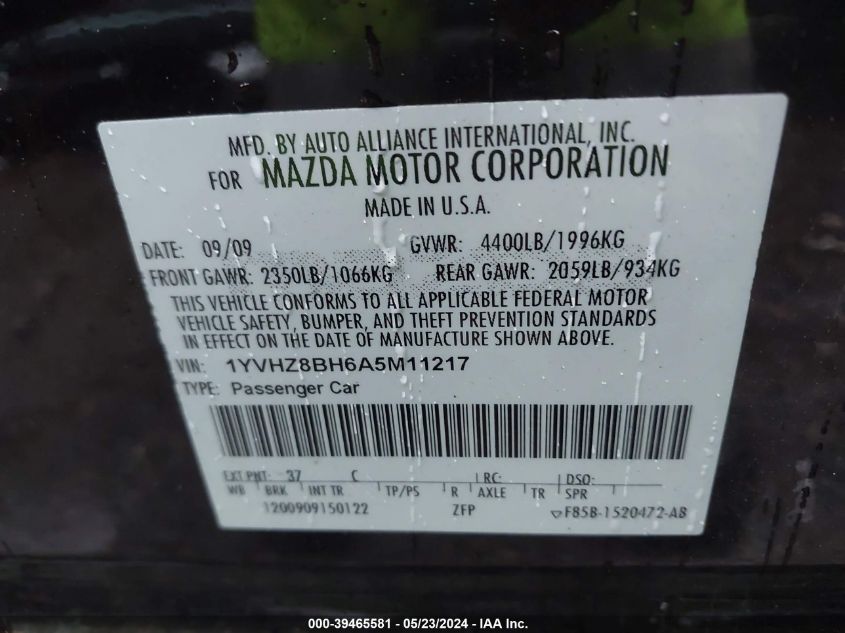 MFD. BY AUTO ALLIANCE INTERNATIONAL, INC.
FOR MAZDA MOTOR CORPORATION
MADE IN U.S.A.
DATE: 09/09 GVWR: 4400LB/1996KG
FRONT GAWR: 2350LB/1066KG REAR GAWR: 2059LB/934KG
THIS VEHICLE CONFORMS TO ALL APPLICABLE FEDERAL MOTOR
VEHICLE SAFETY, BUMPER, AND THEFT PREVENTION STANDARDS
IN EFFECT ON THE DATE OF MANUFACTURE SHOWN ABOVE.
VIN: 1YVHZ8BH6A5M11217
TYPE: Passenger Car
EXT PNT: 37 C RC: DSO:
WB BRK INT TR TP/PS R AXLE TR SPR
1200909150122 ZFP F85B-1520472-AB
000-39465581 - 05/23/2024 - IAA Inc.